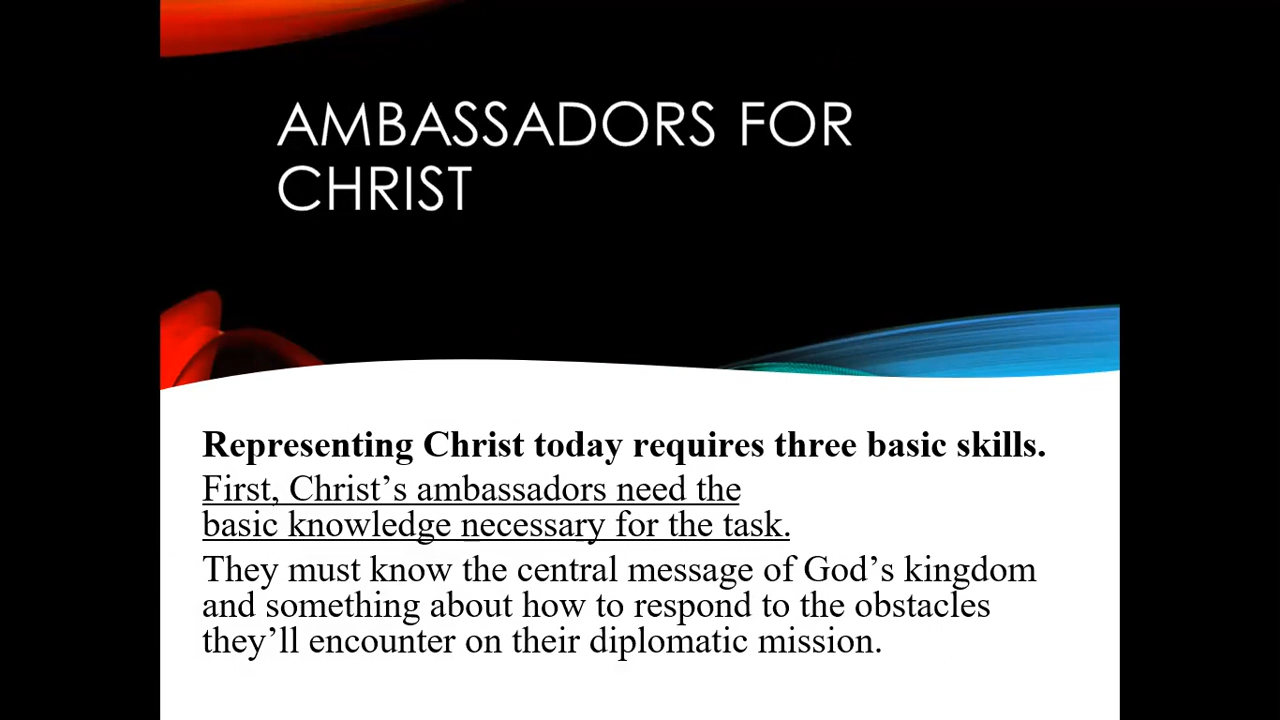 AMBASSADORS FOR
CHRIST
Representing Christ today requires three basic skills.
First, Christ’s ambassadors need the
basic knowledge necessary for the task.
They must know the central message of God’s kingdom
and something about how to respond to the obstacles
they’ll encounter on their diplomatic mission.